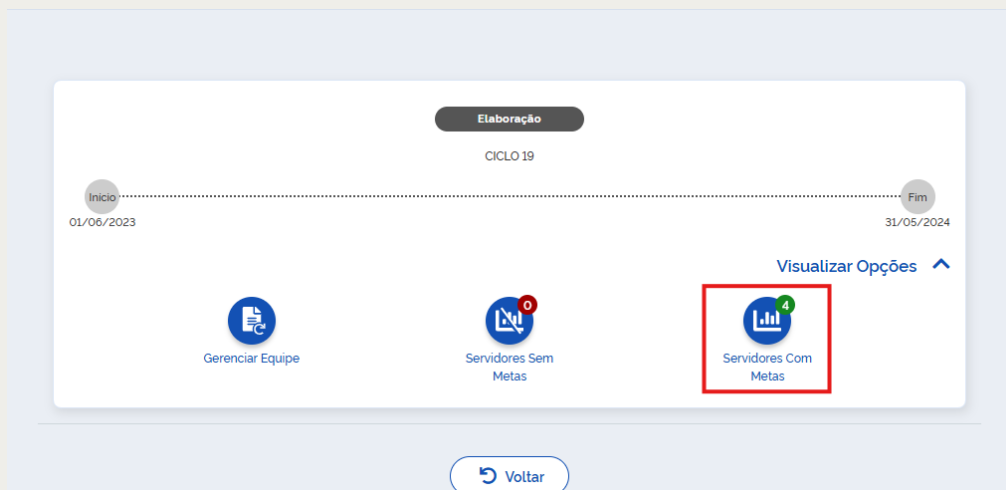 Elaboração
CICLO 19
Início
Fim
01/06/2023
31/05/2024
Visualizar Opções
0
4
Gerenciar Equipe
Servidores Sem
Metas
Servidores Com
Metas
Voltar